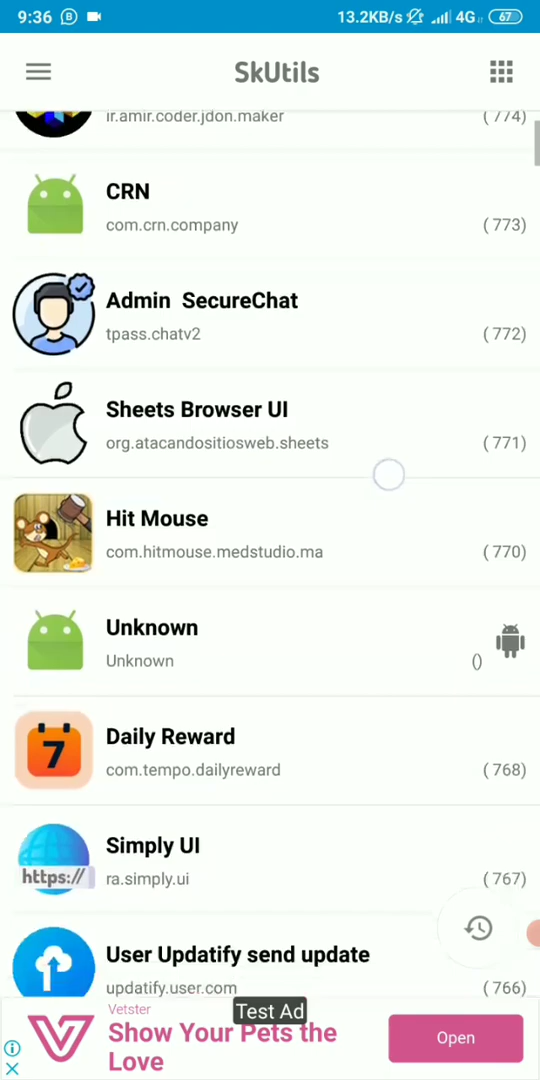 9:36 B 13.2KB/s 4G 67
SkUtils
ir.amir.coder.jdon.maker ( 774)
CRN
com.crn.company ( 773)
Admin  SecureChat
tpass.chatv2 ( 772)
Sheets Browser UI
org.atacandositiosweb.sheets ( 771)
Hit Mouse
com.hitmouse.medstudio.ma ( 770)
Unknown
Unknown ()
7
Daily Reward
com.tempo.dailyreward ( 768)
Simply UI
https://
ra.simply.ui ( 767)
User Updatify send update
updatify.user.com ( 766)
Vetster
Test Ad
Show Your Pets the
Love
Open